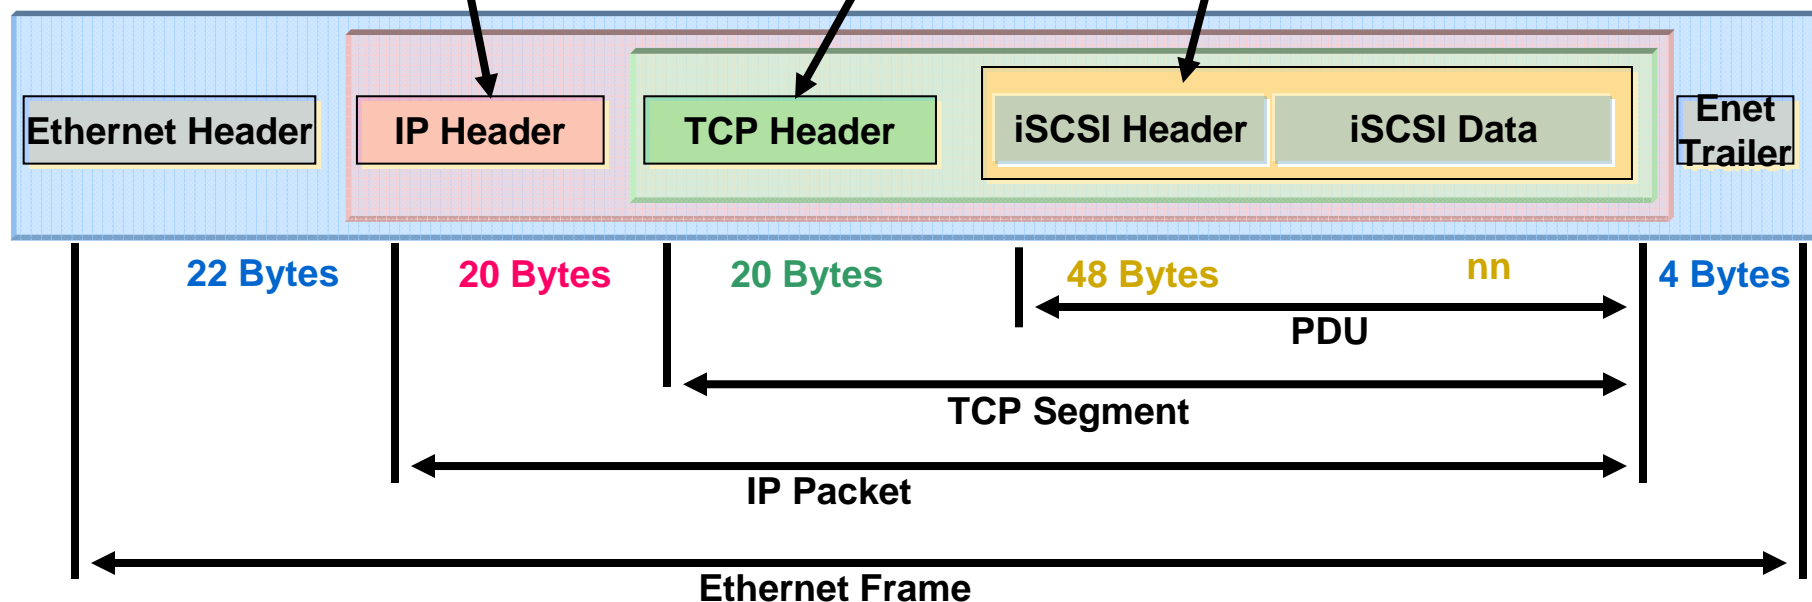 Ethernet Header IP Header TCP Header iSCSI Header iSCSI Data Enet
Trailer
22 Bytes 20 Bytes 20 Bytes 48 Bytes nn 4 Bytes
PDU
TCP Segment
IP Packet
Ethernet Frame